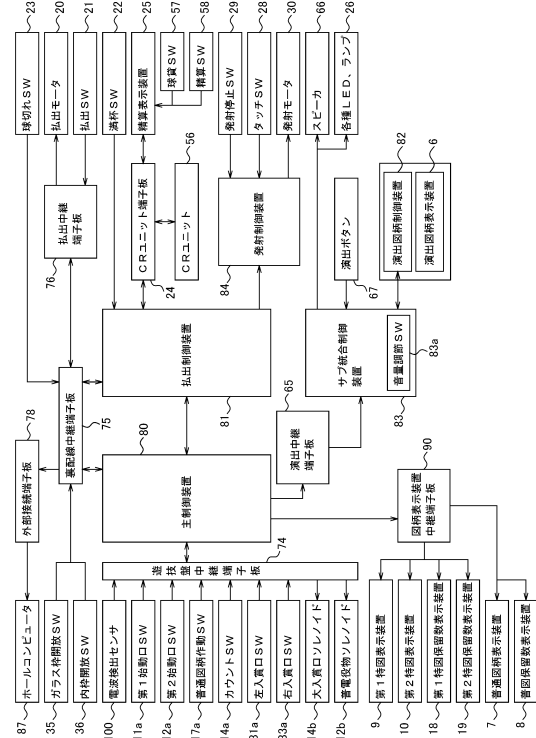 球切れSW 23
払出モータ 20
払出SW 21
満杯SW 22
精算表示装置 25
球貸SW 57
精算SW 58
発射停止SW 29
タッチSW 28
発射モータ 30
スピーカ 66
各種LED、ランプ 26
払出中継
端子板
76
CRユニット端子板
24
CRユニット
56
発射制御装置
84
演出ボタン
67
演出図柄制御装置
82
演出図柄表示装置
6
裏配線中継端子板
75
払出制御装置
81
サブ統合制御
装置
音量調節SW
83a
83
外部接続端子板
78
主制御装置
80
演出中継
端子板
65
図柄表示装置
中継端子板
90
遊技盤中継端子板
74
87 ホールコンピュータ
35 ガラス枠開放SW
36 内枠開放SW
100 電波検出センサ
11a 第1始動口SW
12a 第2始動口SW
17a 普通図柄作動SW
14a カウントSW
31a 左入賞口SW
33a 右入賞口SW
14b 大入賞口ソレノイド
12b 普電役物ソレノイド
9 第1特図表示装置
10 第2特図表示装置
18 第1特図保留数表示装置
19 第2特図保留数表示装置
7 普通図柄表示装置
8 普図保留数表示装置